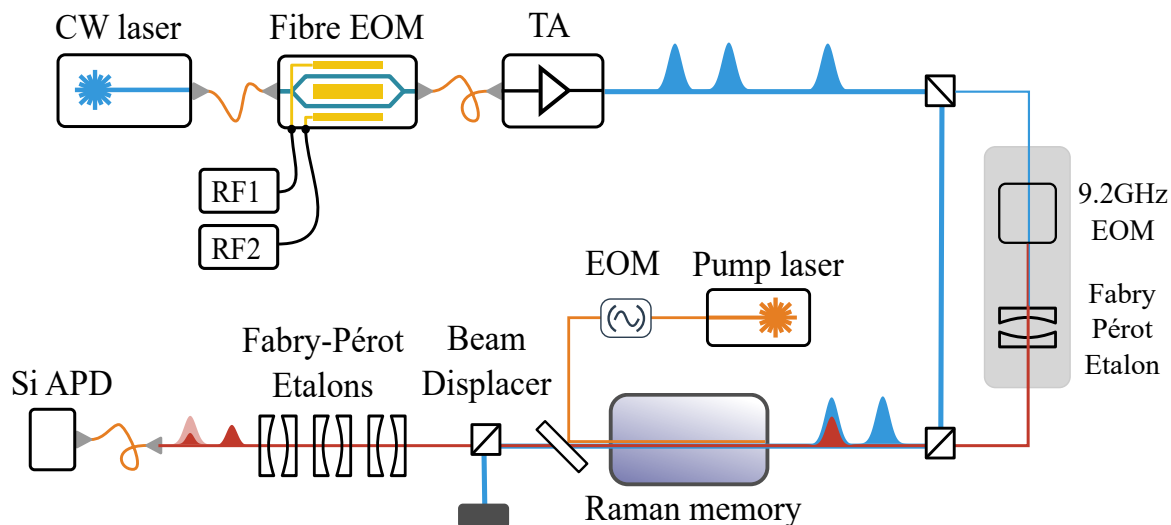 CW laser
Fibre EOM
TA
RF1
RF2
9.2GHz
EOM
Fabry
Pérot
Etalon
EOM
Pump laser
Fabry-Pérot
Etalons
Beam
Displacer
Si APD
Raman memory